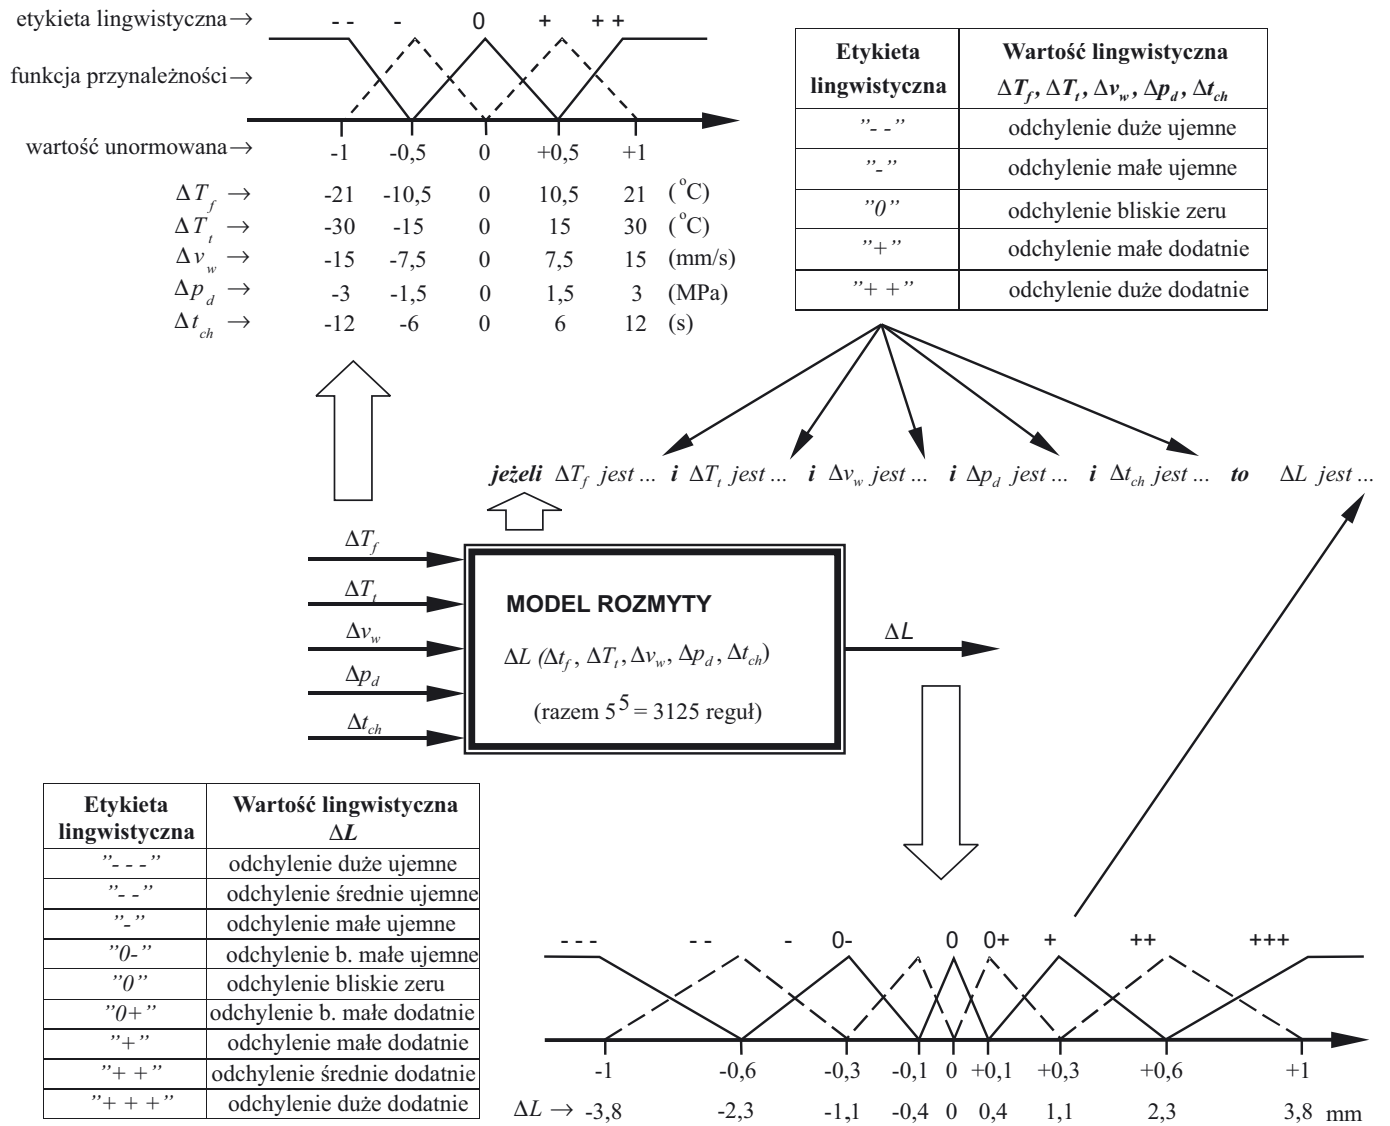 etykieta lingwistyczna→ - - - 0 + + +
funkcja przynależności→
wartość unormowana→ -1 -0,5 0 +0,5 +1
ΔT_f → -21 -10,5 0 10,5 21 (°C)
ΔT_t → -30 -15 0 15 30 (°C)
Δv_w → -15 -7,5 0 7,5 15 (mm/s)
Δp_d → -3 -1,5 0 1,5 3 (MPa)
Δt_ch → -12 -6 0 6 12 (s)
Etykieta lingwistyczna Wartość lingwistyczna
ΔT_f, ΔT_t, Δv_w, Δp_d, Δt_ch
”- -” odchylenie duże ujemne
”-” odchylenie małe ujemne
”0” odchylenie bliskie zeru
”+” odchylenie małe dodatnie
”+ +” odchylenie duże dodatnie
jeżeli ΔT_f jest ... i ΔT_t jest ... i Δv_w jest ... i Δp_d jest ... i Δt_ch jest ... to ΔL jest ...
ΔT_f
ΔT_t
Δv_w
Δp_d
Δt_ch
MODEL ROZMYTY
ΔL (Δt_f, ΔT_t, Δv_w, Δp_d, Δt_ch)
(razem 5^5 = 3125 reguł)
ΔL
Etykieta lingwistyczna Wartość lingwistyczna
ΔL
”- - -” odchylenie duże ujemne
”- -” odchylenie średnie ujemne
”-” odchylenie małe ujemne
”0-” odchylenie b. małe ujemne
”0” odchylenie bliskie zeru
”0+” odchylenie b. małe dodatnie
”+” odchylenie małe dodatnie
”+ +” odchylenie średnie dodatnie
”+ + +” odchylenie duże dodatnie
- - - - - - 0- 0 0+ + ++ +++
-1 -0,6 -0,3 -0,1 0 +0,1 +0,3 +0,6 +1
ΔL → -3,8 -2,3 -1,1 -0,4 0 0,4 1,1 2,3 3,8 mm